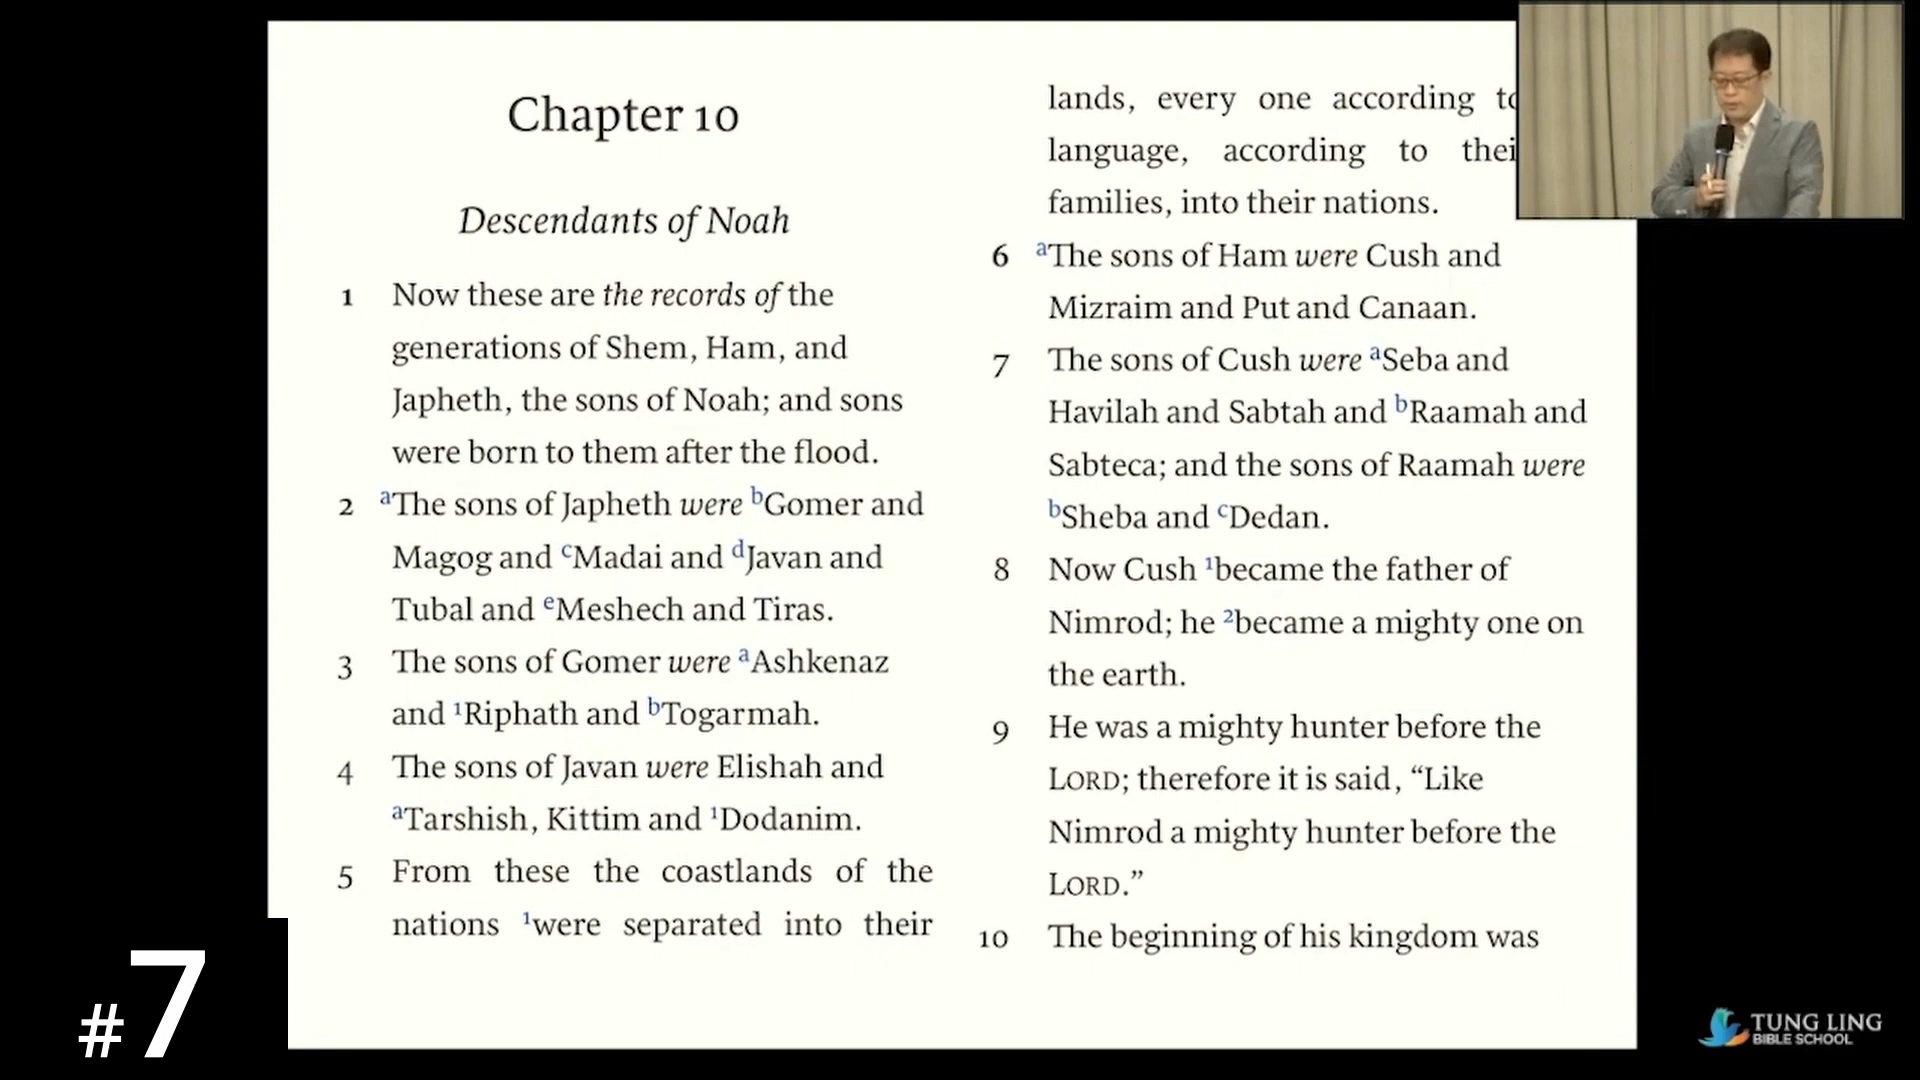 Chapter 10
Descendants of Noah
1 Now these are the records of the
generations of Shem, Ham, and
Japheth, the sons of Noah; and sons
were born to them after the flood.
2 aThe sons of Japheth were bGomer and
Magog and cMadai and dJavan and
Tubal and eMeshech and Tiras.
3 The sons of Gomer were aAshkenaz
and 1Riphath and bTogarmah.
4 The sons of Javan were Elishah and
aTarshish, Kittim and 1Dodanim.
5 From these the coastlands of the
nations 1were separated into their
lands, every one according to
language, according to thei
families, into their nations.
6 aThe sons of Ham were Cush and
Mizraim and Put and Canaan.
7 The sons of Cush were aSeba and
Havilah and Sabtah and bRaamah and
Sabteca; and the sons of Raamah were
bSheba and cDedan.
8 Now Cush 1became the father of
Nimrod; he 2became a mighty one on
the earth.
9 He was a mighty hunter before the
LORD; therefore it is said, “Like
Nimrod a mighty hunter before the
LORD.”
10 The beginning of his kingdom was
#7
TUNG LING
BIBLE SCHOOL